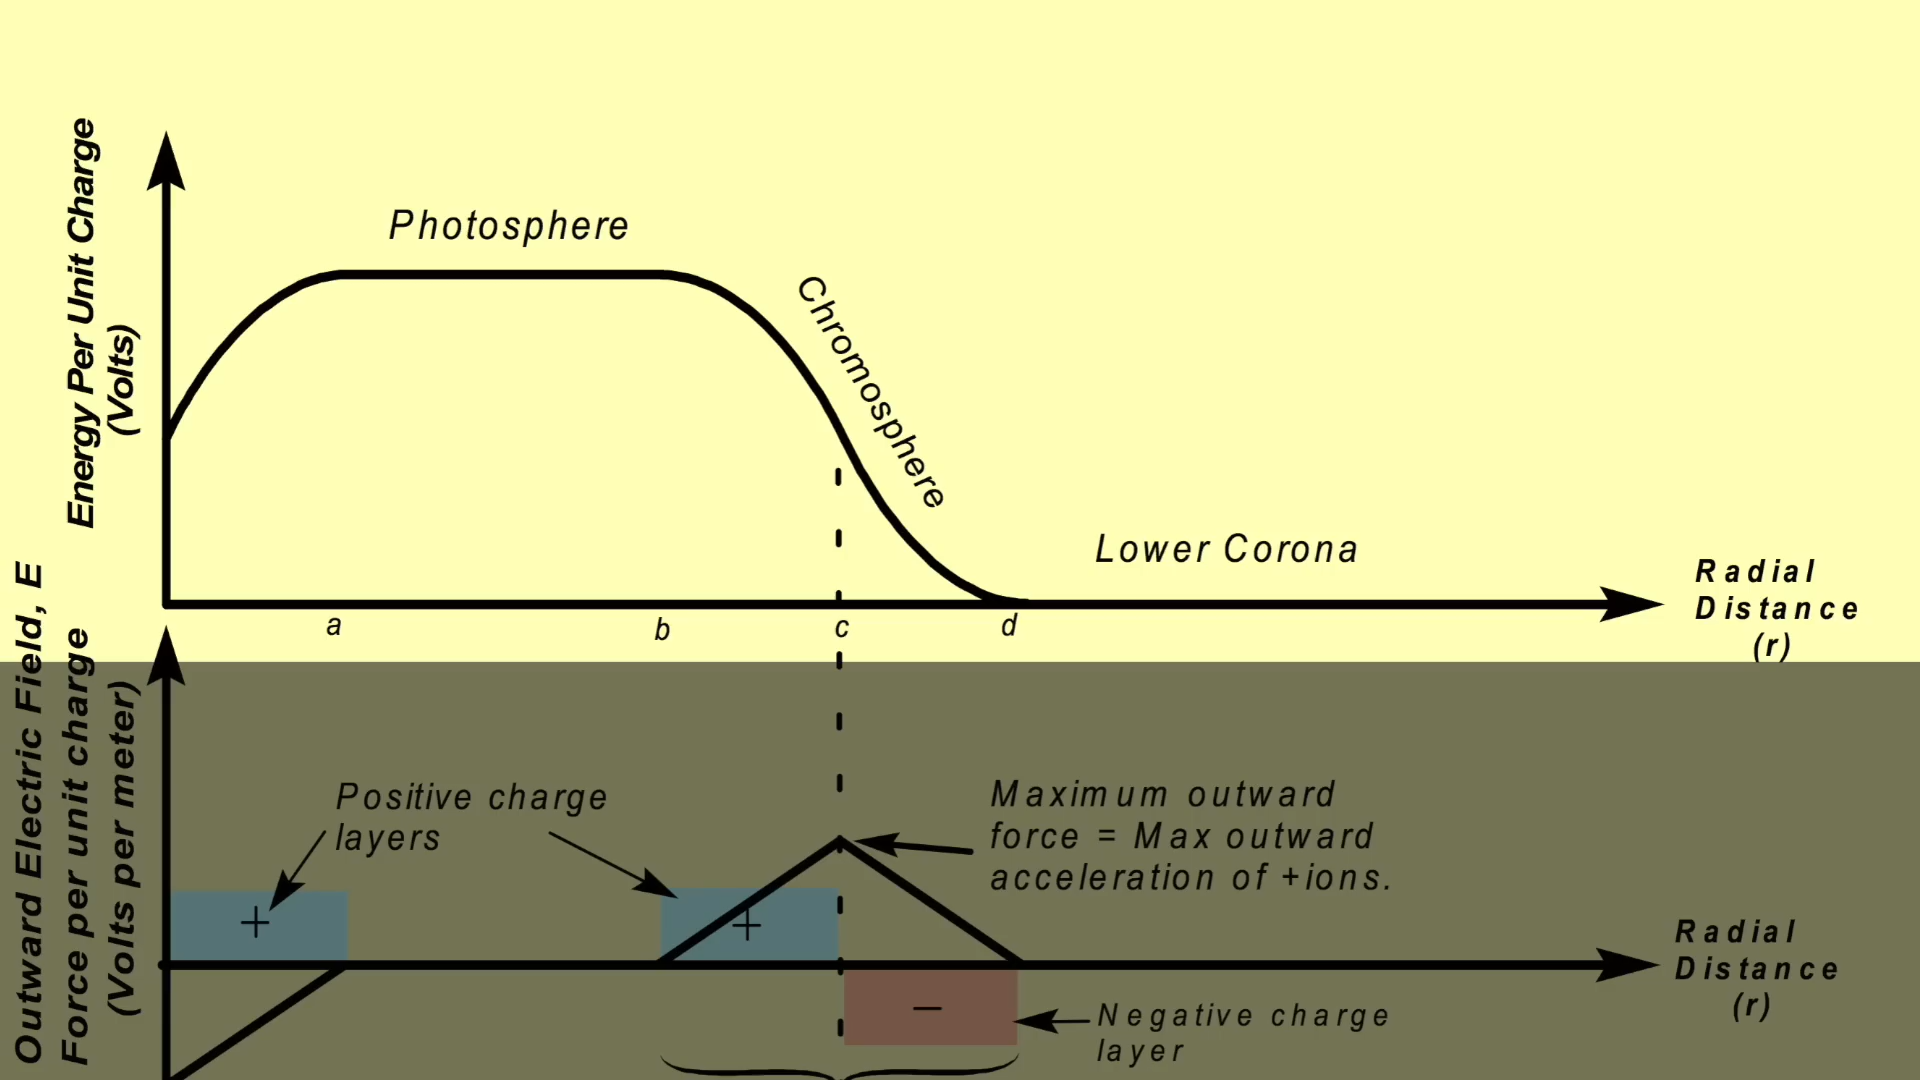 Energy Per Unit Charge
(Volts)
Photosphere
Chromosphere
Lower Corona
Radial
Distance
(r)
a
b
c
d
Outward Electric Field, E
Force per unit charge
(Volts per meter)
Positive charge
layers
Maximum outward
force = Max outward
acceleration of +ions.
+
+
Radial
Distance
(r)
−
Negative charge
layer